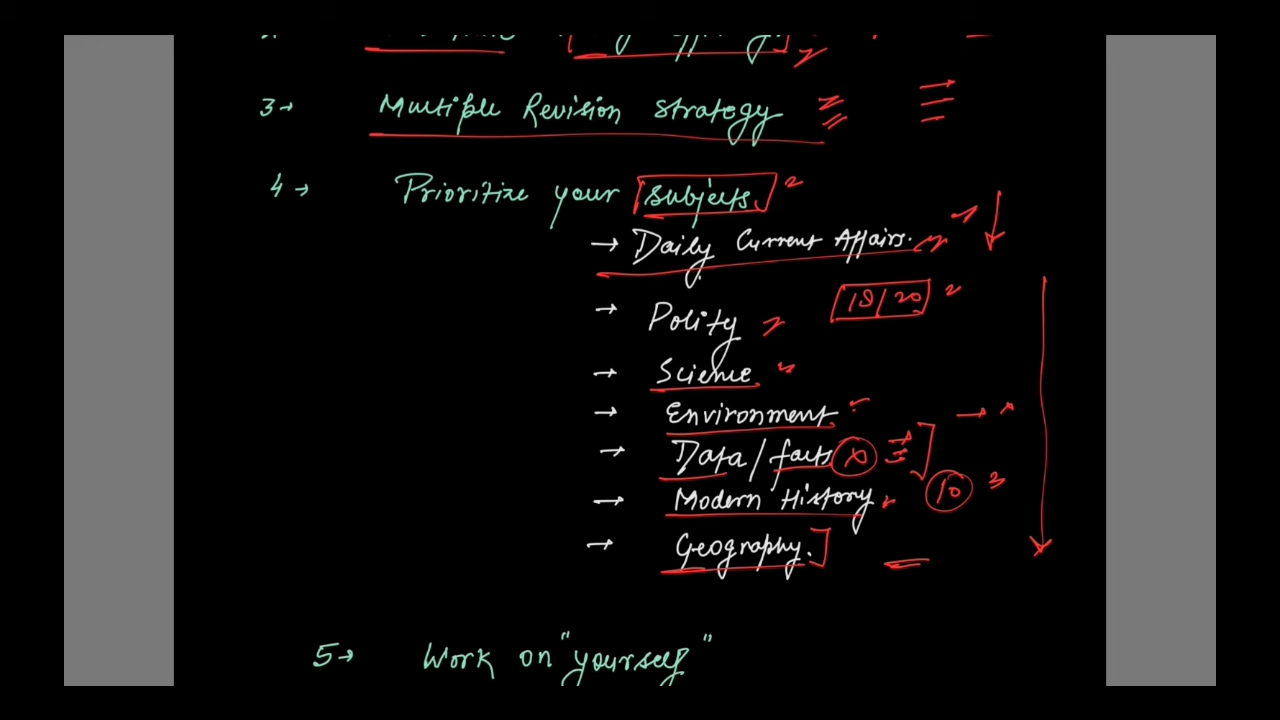 3→ Multiple Revision Strategy
4→ Prioritize your subjects.
→ Daily Current Affairs.
→ Polity 18/20
→ Science
→ Environment
→ Data/facts
→ Modern History 10
→ Geography.
5→ Work on "yourself"